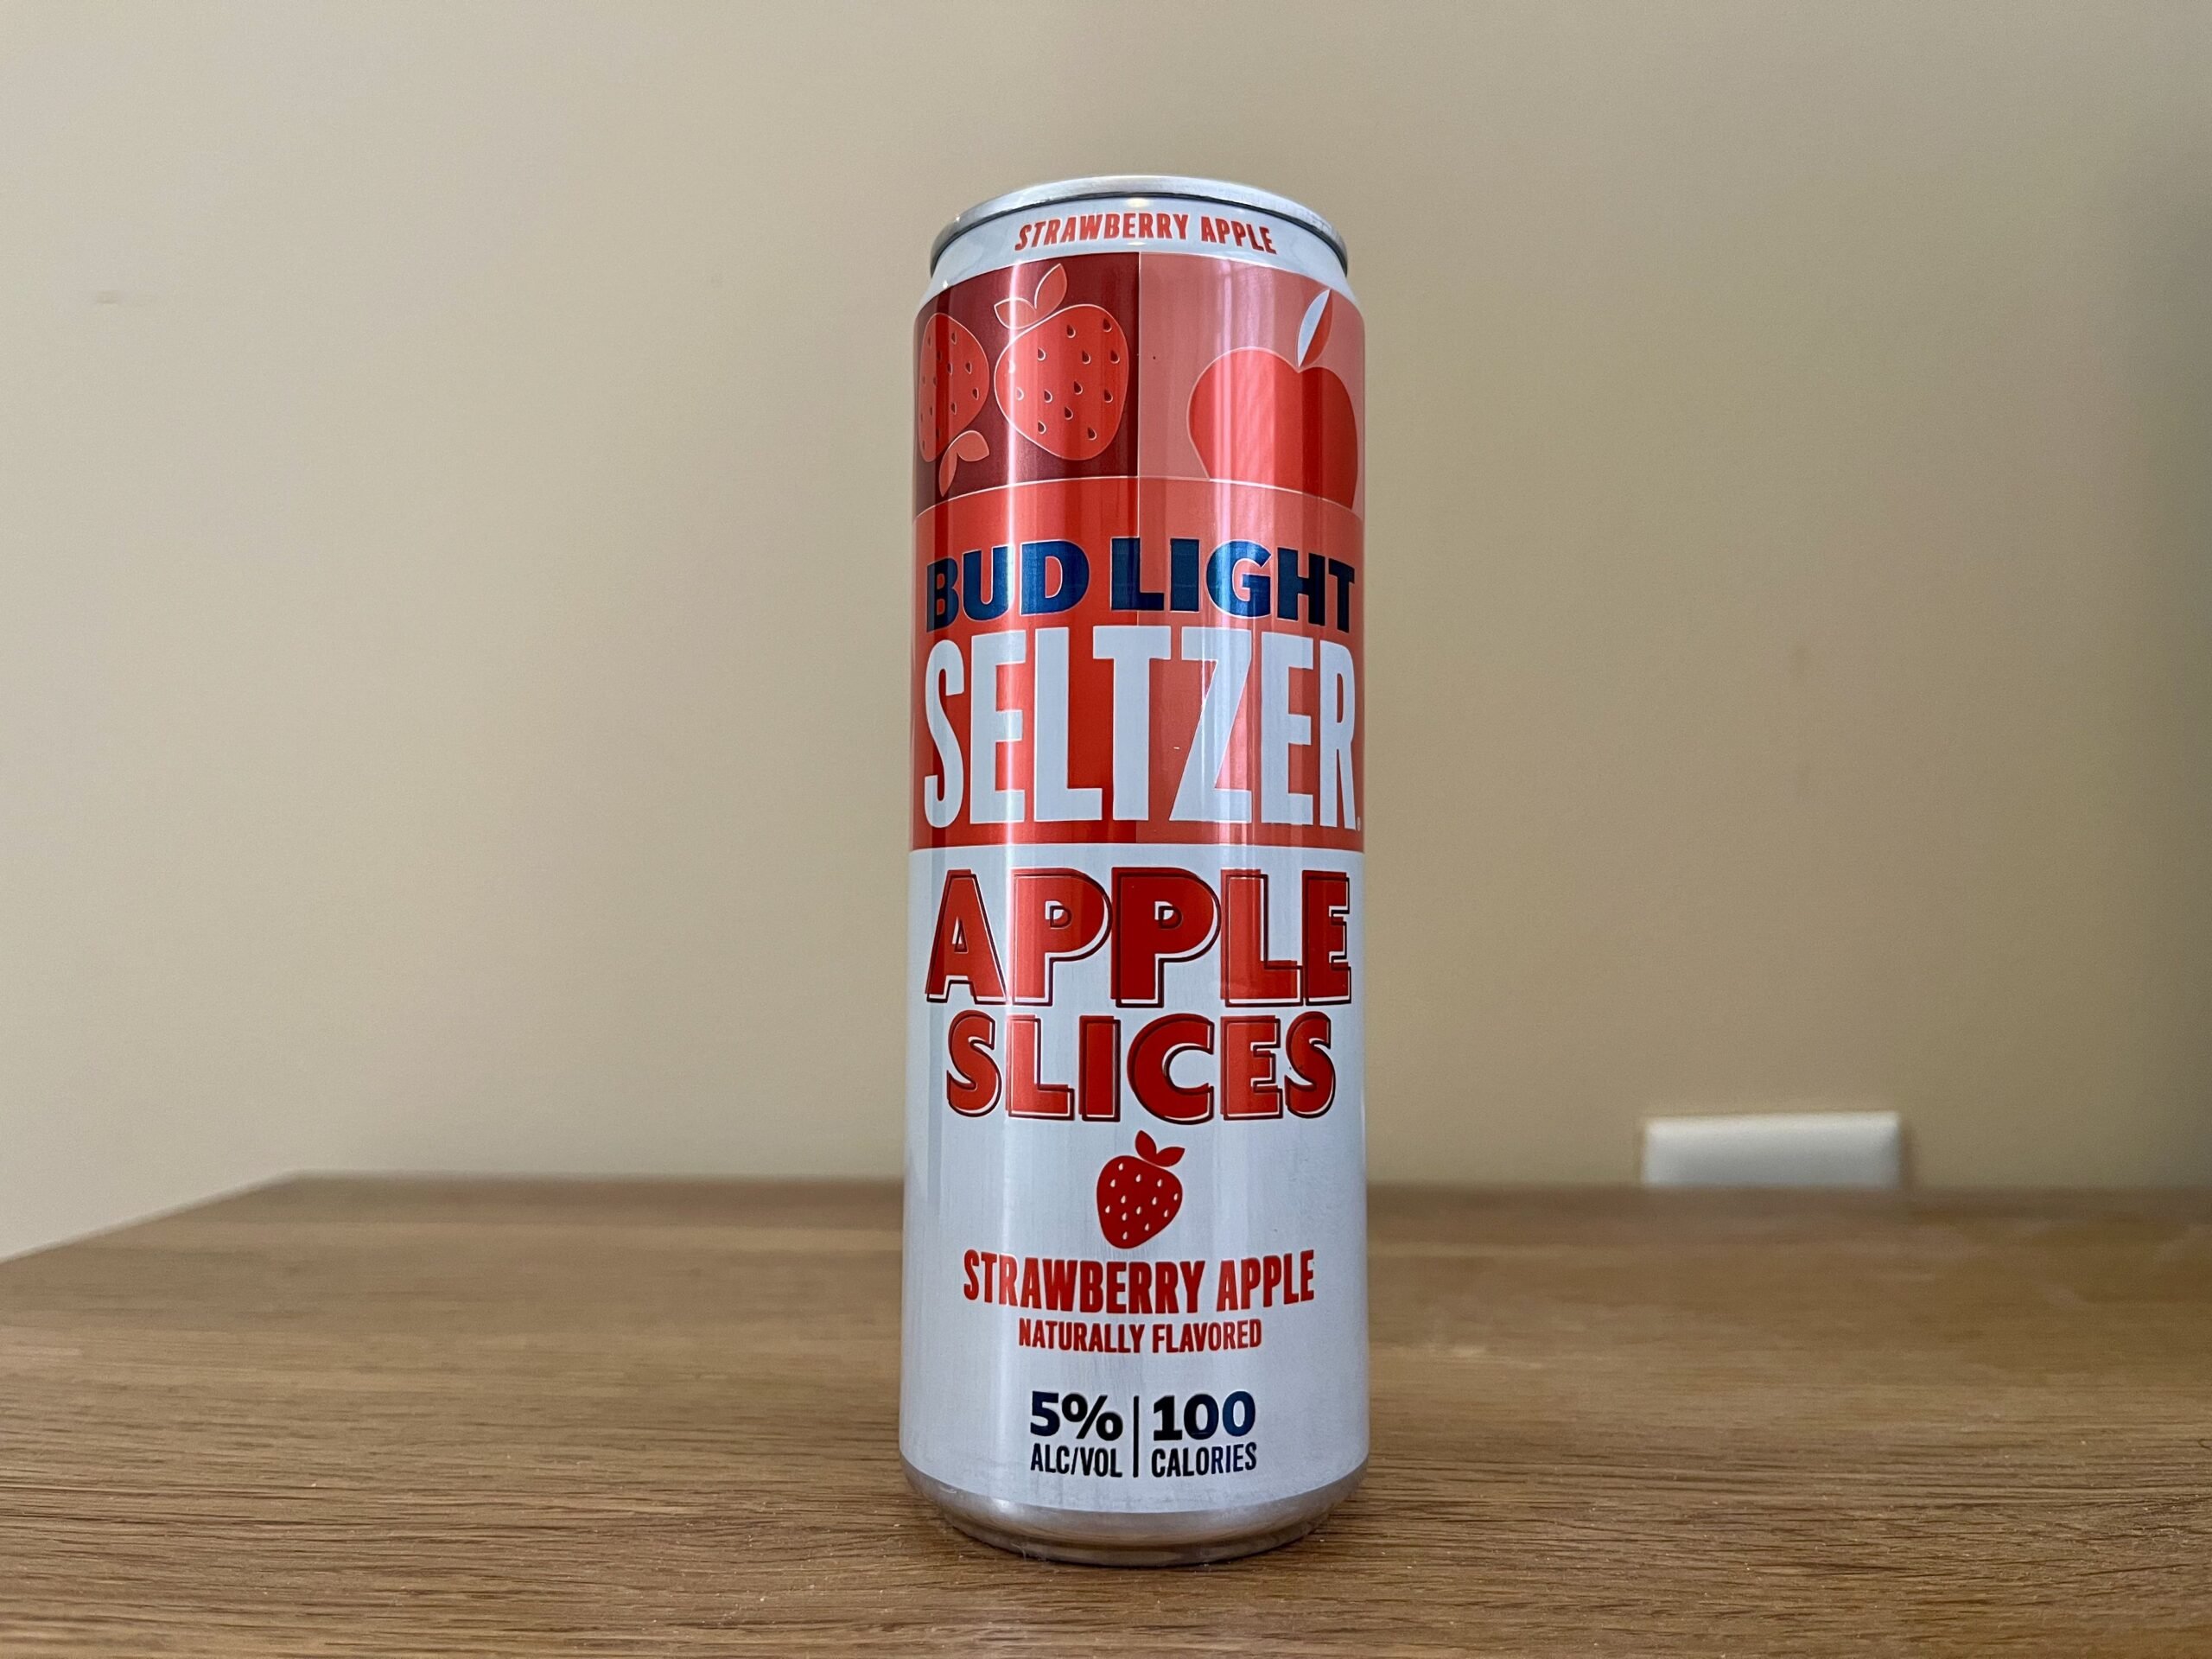 STRAWBERRY APPLE
BUD LIGHT
SELTZER.
APPLE
SLICES
STRAWBERRY APPLE
NATURALLY FLAVORED
5% | 100
ALC/VOL | CALORIES